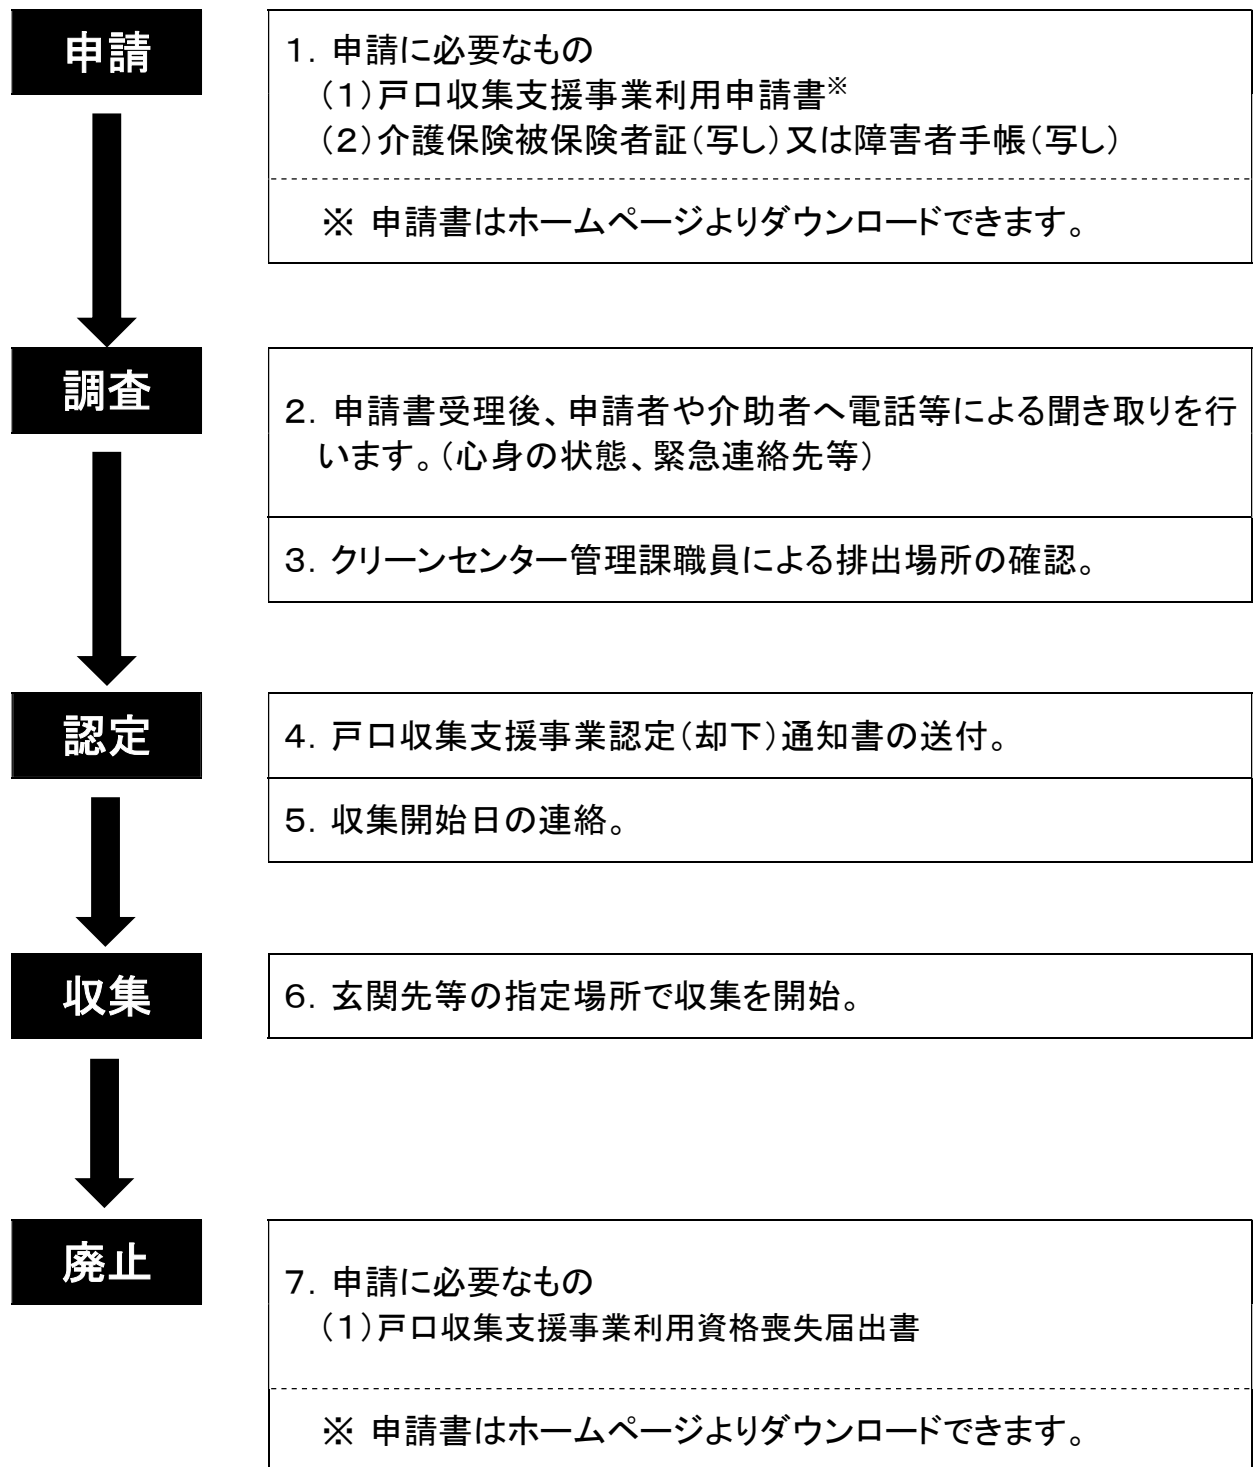 申請
1. 申請に必要なもの
(1)戸口収集支援事業利用申請書※
(2)介護保険被保険者証(写し)又は障害者手帳(写し)
※ 申請書はホームページよりダウンロードできます。
調査
2. 申請書受理後、申請者や介助者へ電話等による聞き取りを行
います。(心身の状態、緊急連絡先等)
3. クリーンセンター管理課職員による排出場所の確認。
認定
4. 戸口収集支援事業認定(却下)通知書の送付。
5. 収集開始日の連絡。
収集
6. 玄関先等の指定場所で収集を開始。
廃止
7. 申請に必要なもの
(1)戸口収集支援事業利用資格喪失届出書
※ 申請書はホームページよりダウンロードできます。